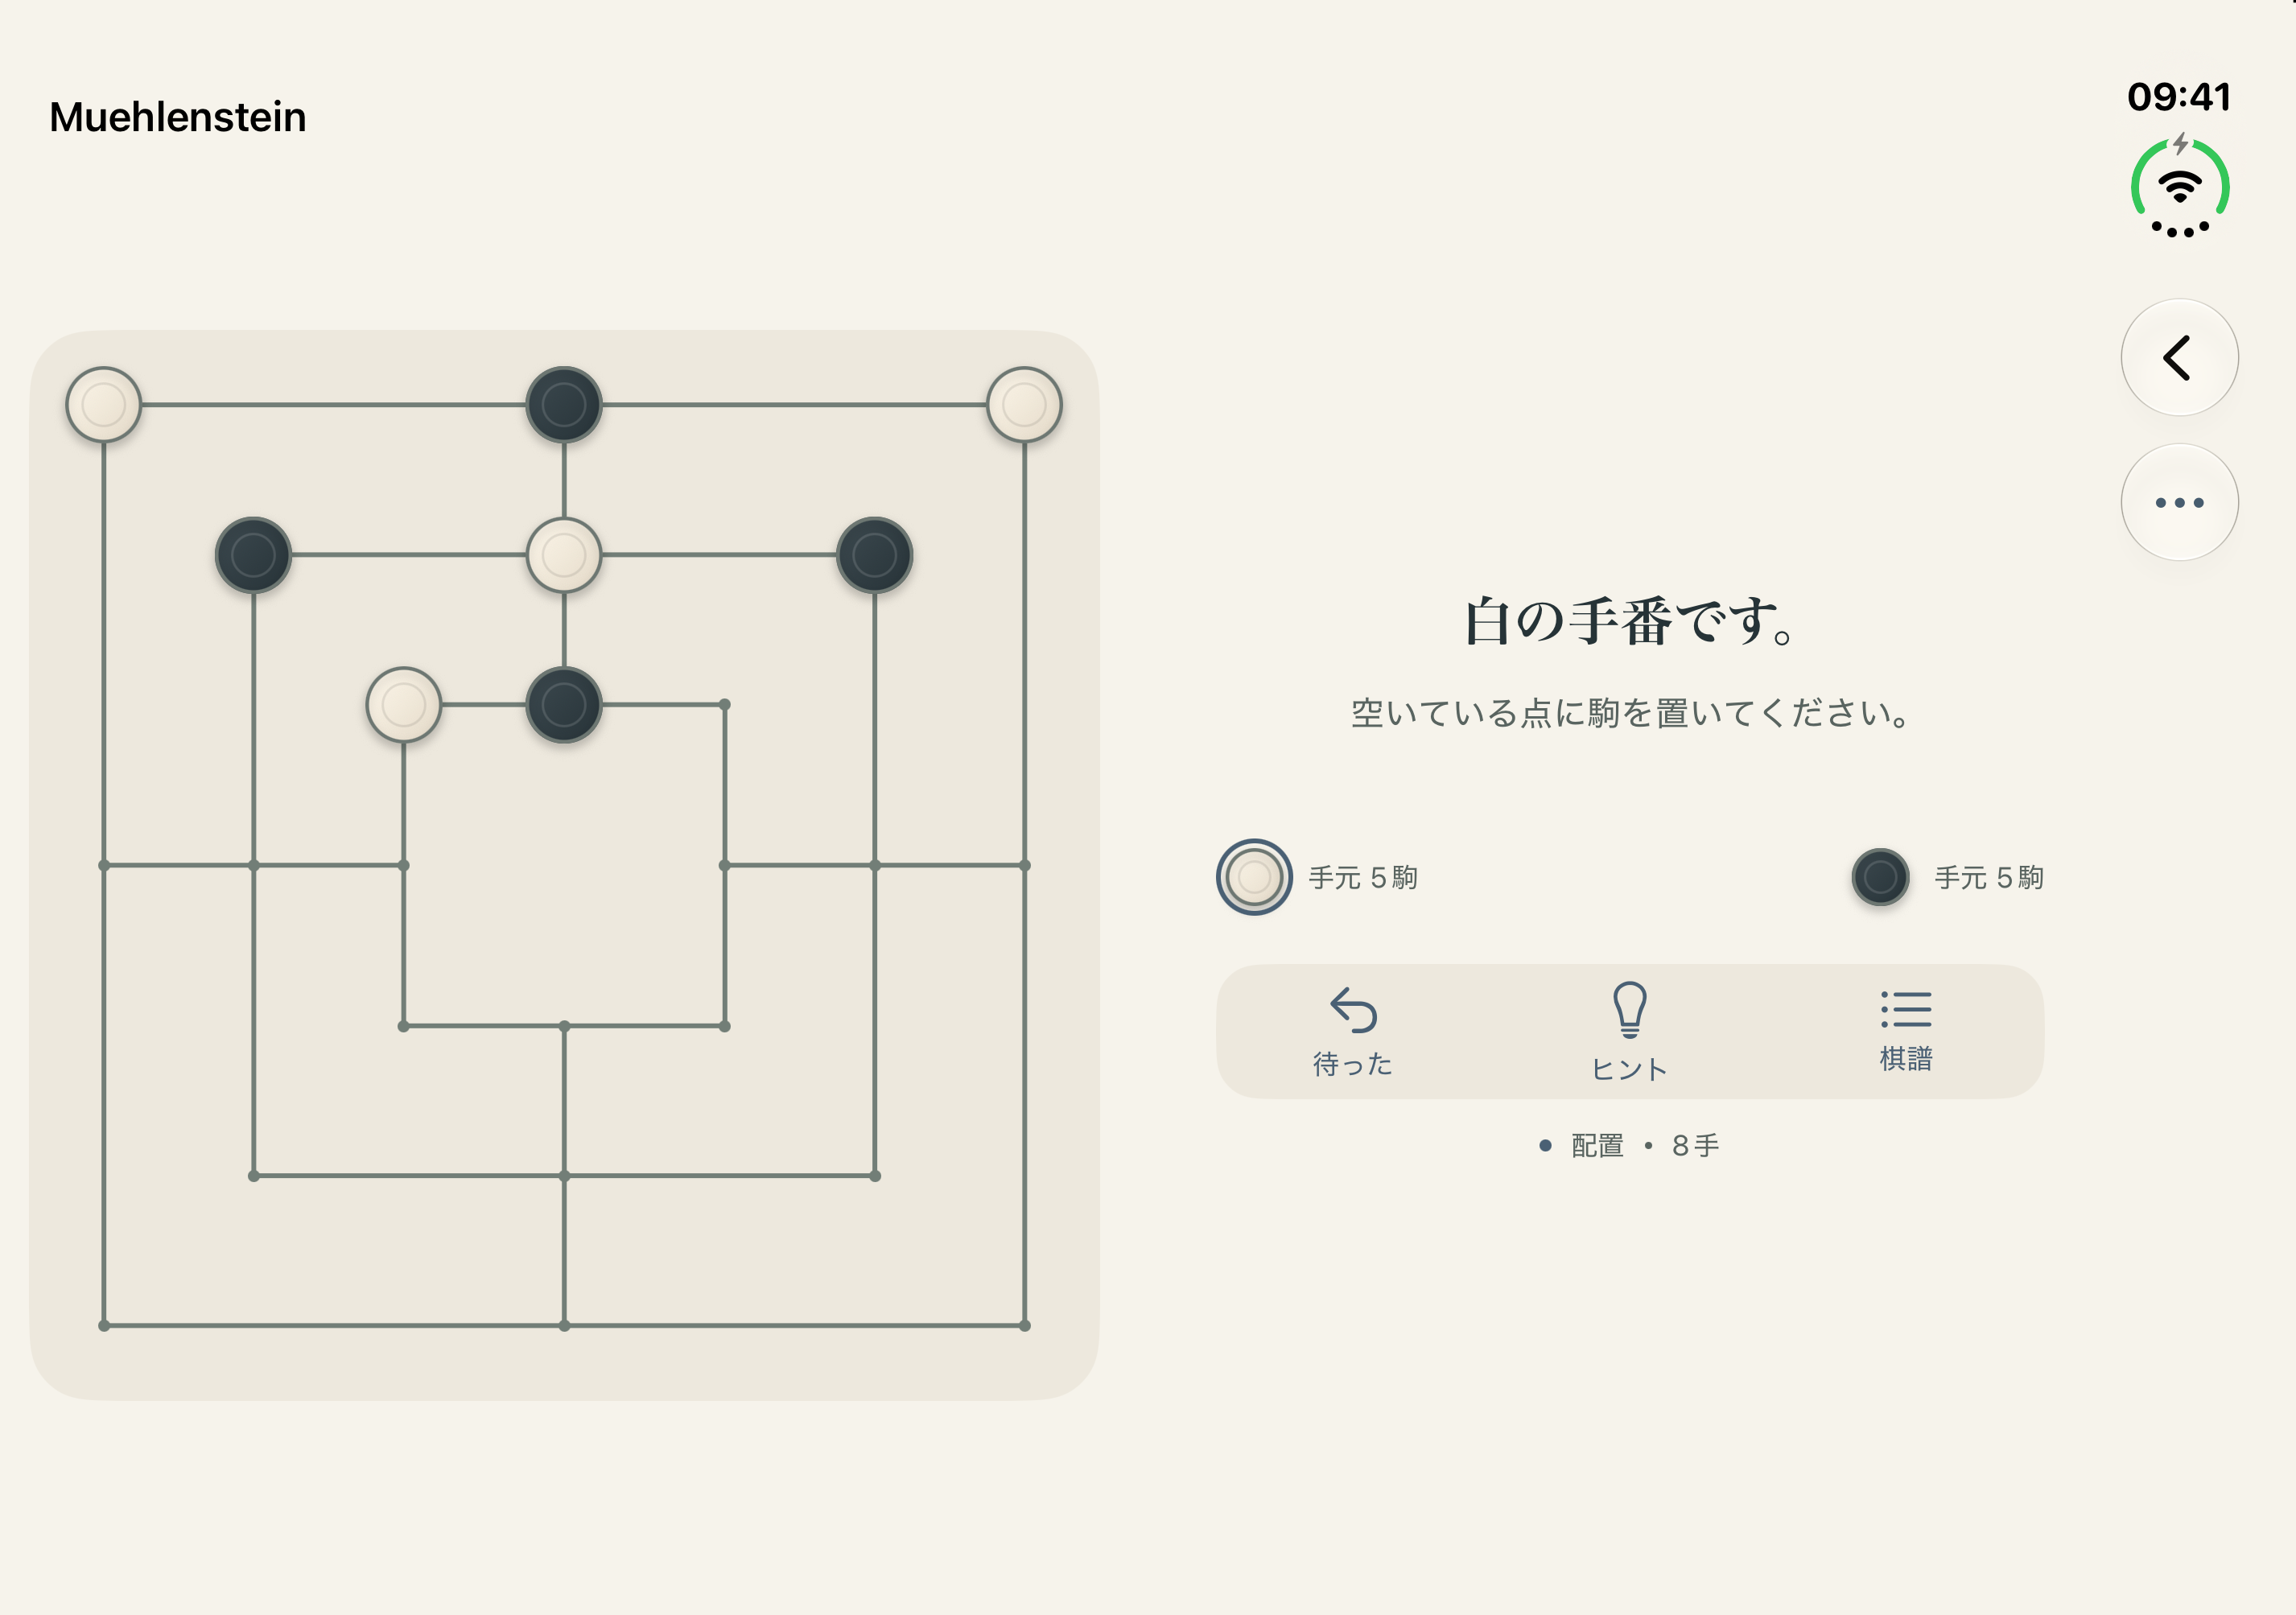 Muehlenstein
09:41
白の手番です。
空いている点に駒を置いてください。
手元 5 駒
手元 5 駒
待った
ヒント
棋譜
配置 • 8 手